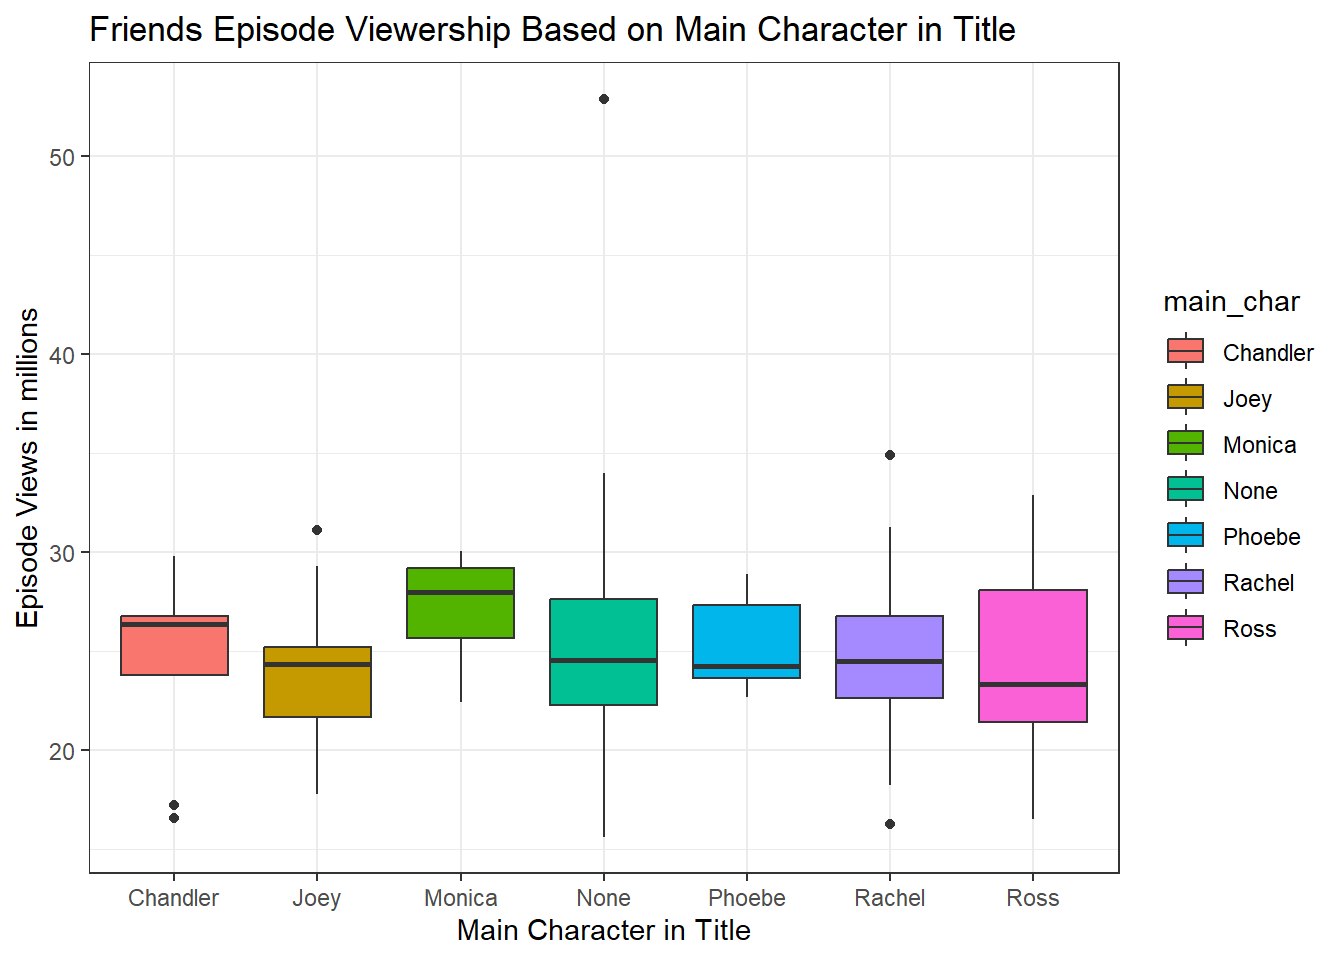 Friends Episode Viewership Based on Main Character in Title
50
40
30
20
Episode Views in millions
Chandler Joey Monica None Phoebe Rachel Ross
Main Character in Title
main_char
Chandler
Joey
Monica
None
Phoebe
Rachel
Ross